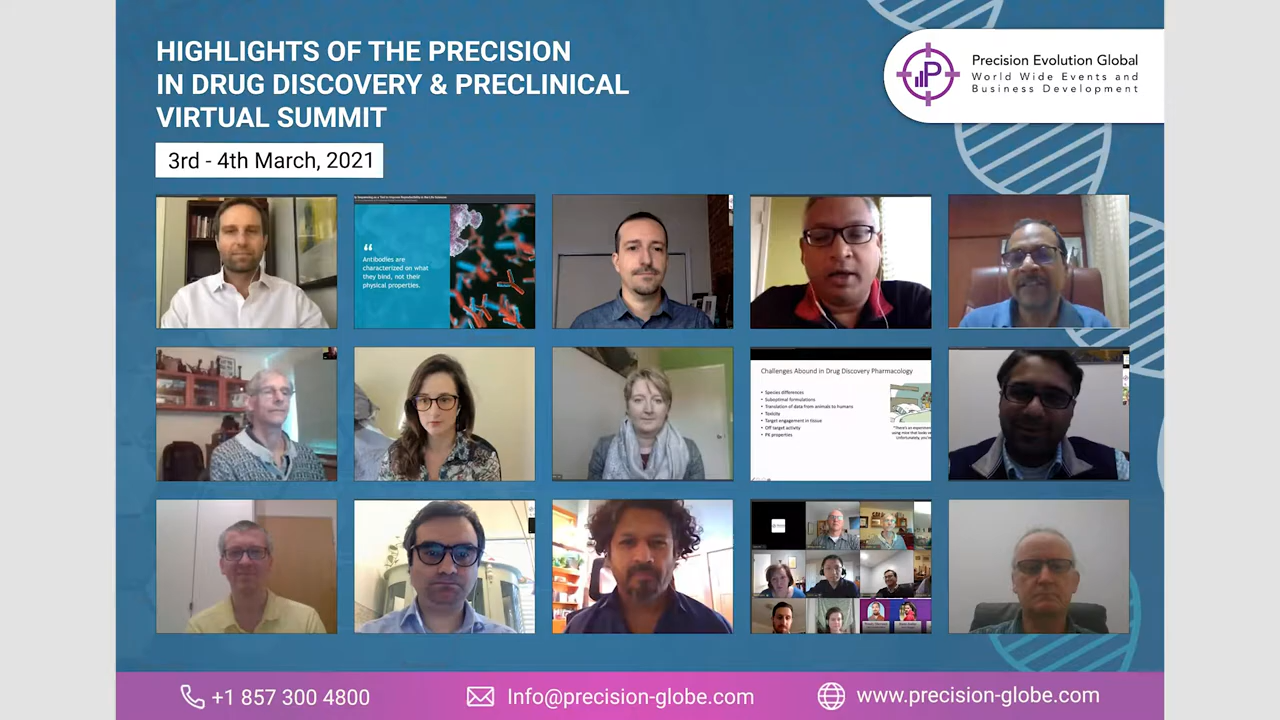 HIGHLIGHTS OF THE PRECISION
IN DRUG DISCOVERY & PRECLINICAL
VIRTUAL SUMMIT
3rd - 4th March, 2021
Precision Evolution Global
World Wide Events and
Business Development
“
Antibodies are
characterized on what
they bind, not their
physical properties.
Challenges Abound in Drug Discovery Pharmacology
• Species differences
• Suboptimal formulations
• Translation of data from animals to humans
• Toxicity
• Target engagement in tissue
• Off target activity
• PK properties
+1 857 300 4800
Info@precision-globe.com
www.precision-globe.com